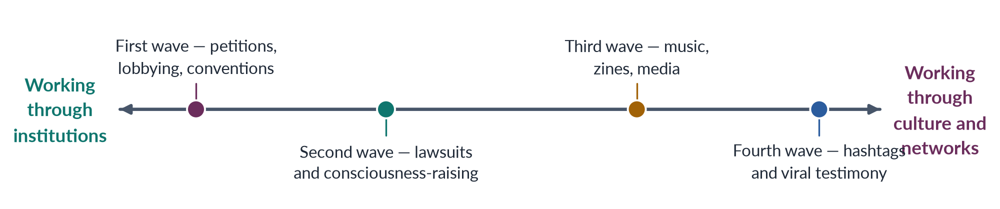 First wave — petitions,
lobbying, conventions
Third wave — music,
zines, media
Working
through
institutions
Working
through
culture and
networks
Second wave — lawsuits
and consciousness-raising
Fourth wave — hashtags
and viral testimony